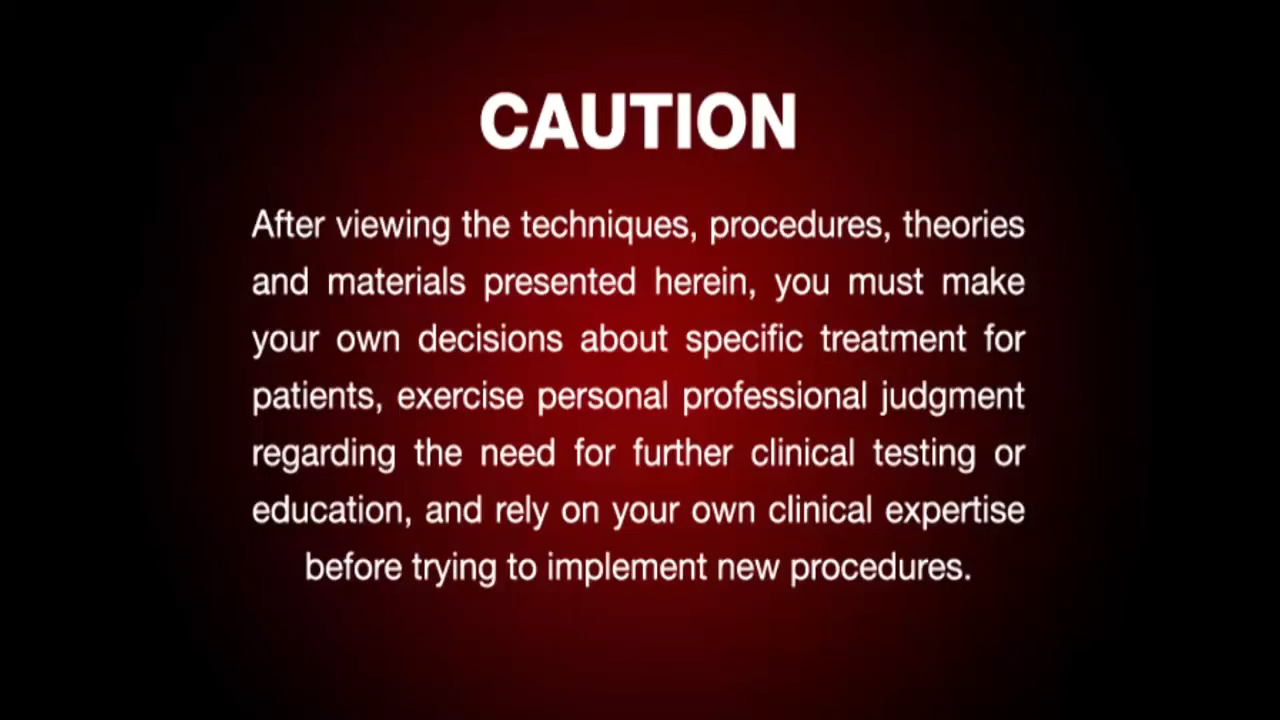 CAUTION
After viewing the techniques, procedures, theories
and materials presented herein, you must make
your own decisions about specific treatment for
patients, exercise personal professional judgment
regarding the need for further clinical testing or
education, and rely on your own clinical expertise
before trying to implement new procedures.